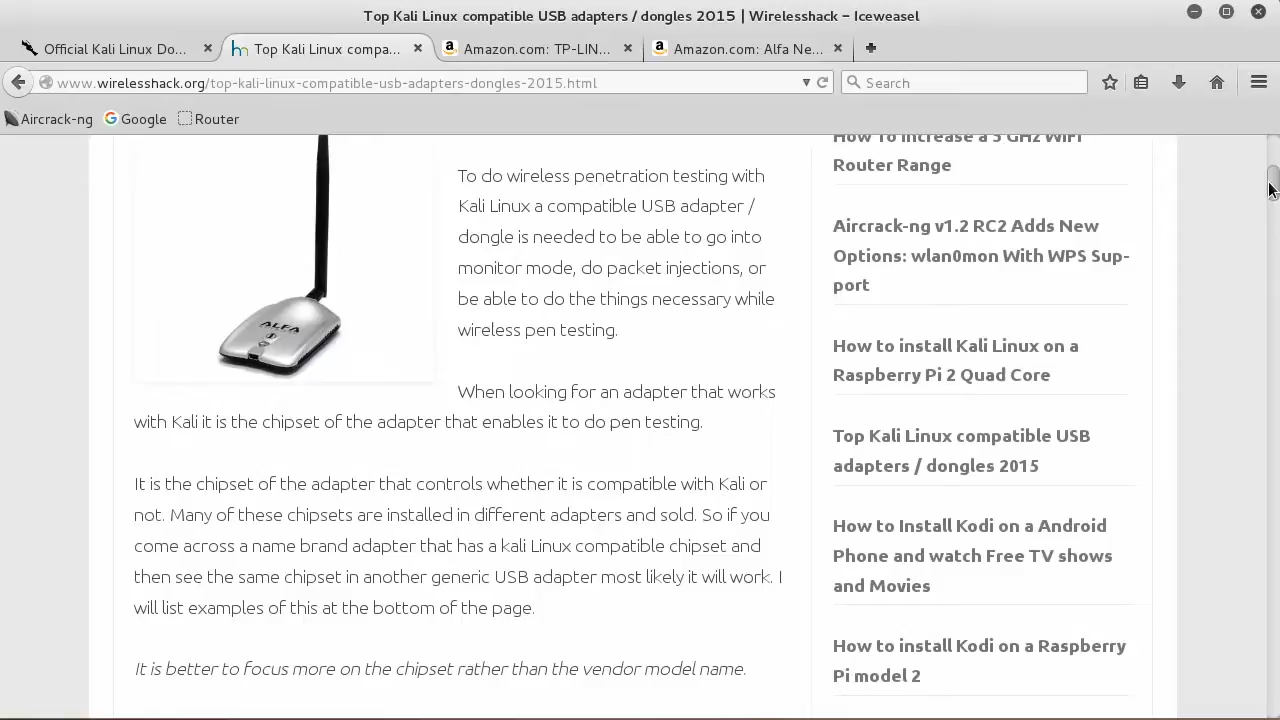 Top Kali Linux compatible USB adapters / dongles 2015 | Wirelesshack - Iceweasel
Official Kali Linux Do...
Top Kali Linux compa...
Amazon.com: TP-LIN...
Amazon.com: Alfa Ne...
www.wirelesshack.org/top-kali-linux-compatible-usb-adapters-dongles-2015.html
Search
Aircrack-ng
Google
Router
ALFA
To do wireless penetration testing with
Kali Linux a compatible USB adapter /
dongle is needed to be able to go into
monitor mode, do packet injections, or
be able to do the things necessary while
wireless pen testing.
When looking for an adapter that works
with Kali it is the chipset of the adapter that enables it to do pen testing.
It is the chipset of the adapter that controls whether it is compatible with Kali or
not. Many of these chipsets are installed in different adapters and sold. So if you
come across a name brand adapter that has a kali Linux compatible chipset and
then see the same chipset in another generic USB adapter most likely it will work. I
will list examples of this at the bottom of the page.
It is better to focus more on the chipset rather than the vendor model name.
How To Increase a 5 GHz WiFi
Router Range
Aircrack-ng v1.2 RC2 Adds New
Options: wlan0mon With WPS Sup-
port
How to install Kali Linux on a
Raspberry Pi 2 Quad Core
Top Kali Linux compatible USB
adapters / dongles 2015
How to Install Kodi on a Android
Phone and watch Free TV shows
and Movies
How to install Kodi on a Raspberry
Pi model 2